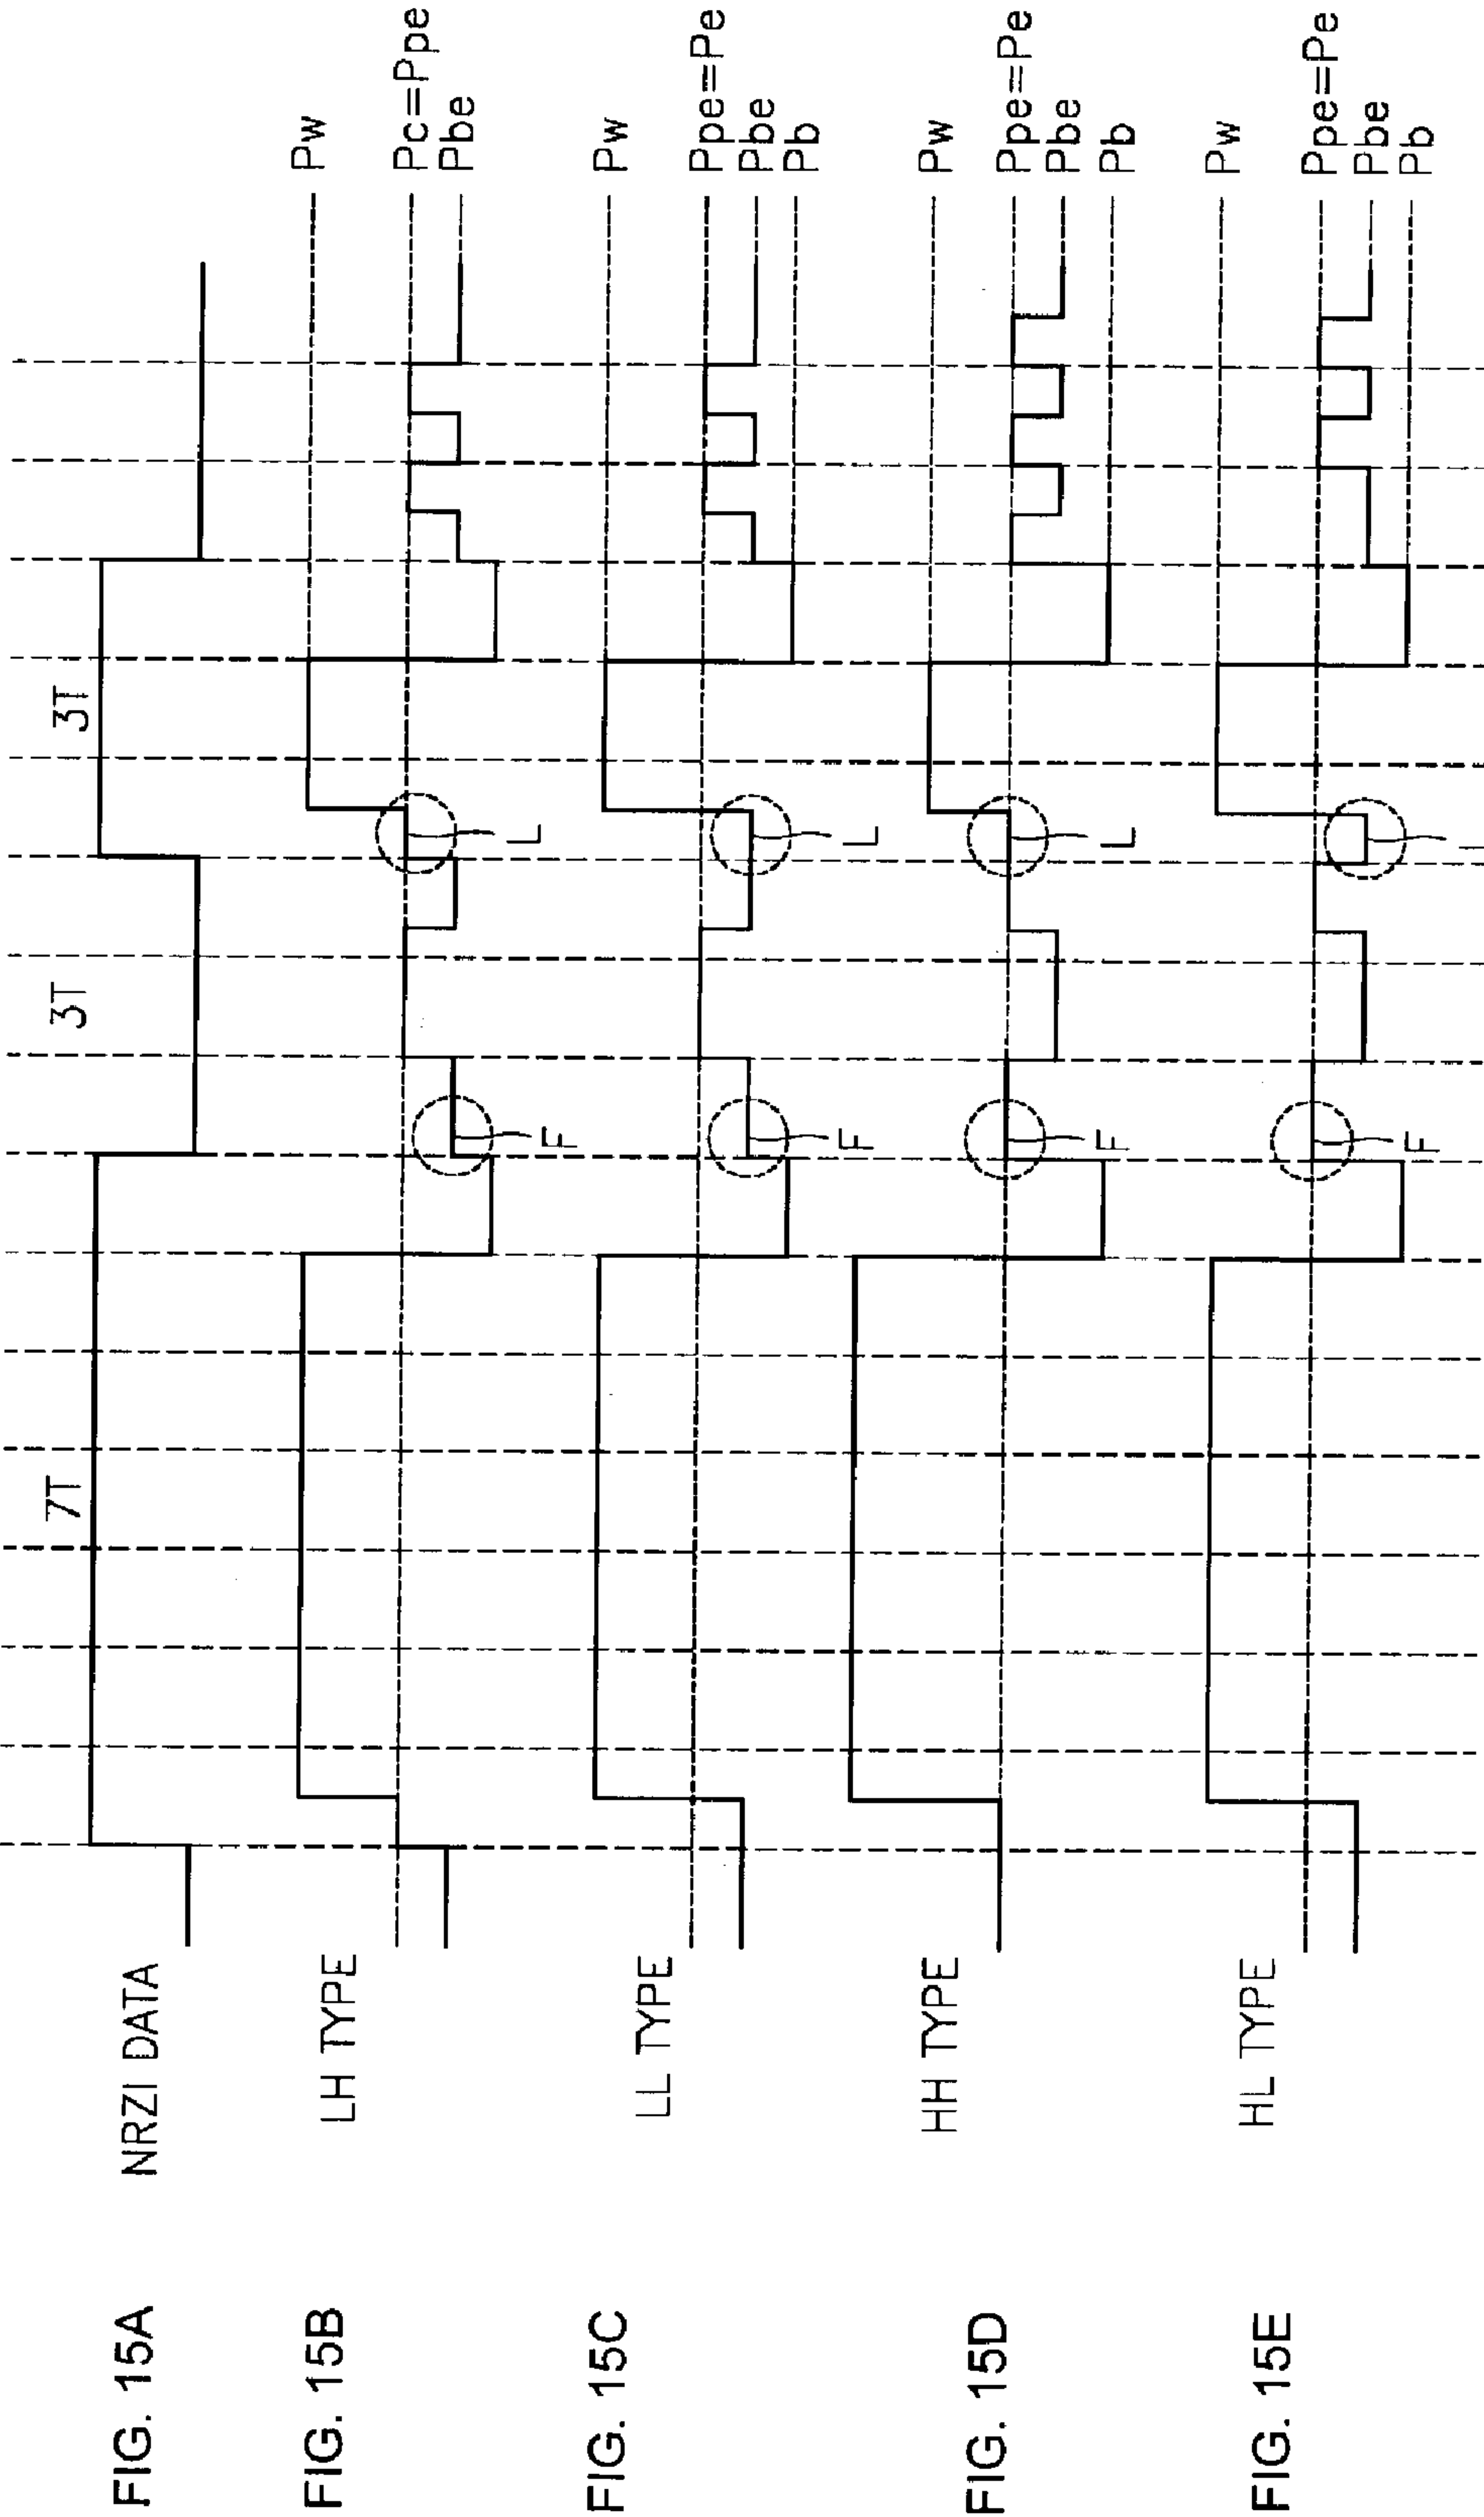 FIG. 15A
NRZI DATA
7T
3T
3T
FIG. 15B
LH TYPE
F
L
Pw
Pc=Ppe
Pbe
FIG. 15C
LL TYPE
F
L
Pw
Ppe=Pe
Pbe
Pb
FIG. 15D
HH TYPE
F
L
Pw
Ppe=Pe
Pbe
Pb
FIG. 15E
HL TYPE
F
Pw
Ppe=Pe
Pbe
Pb